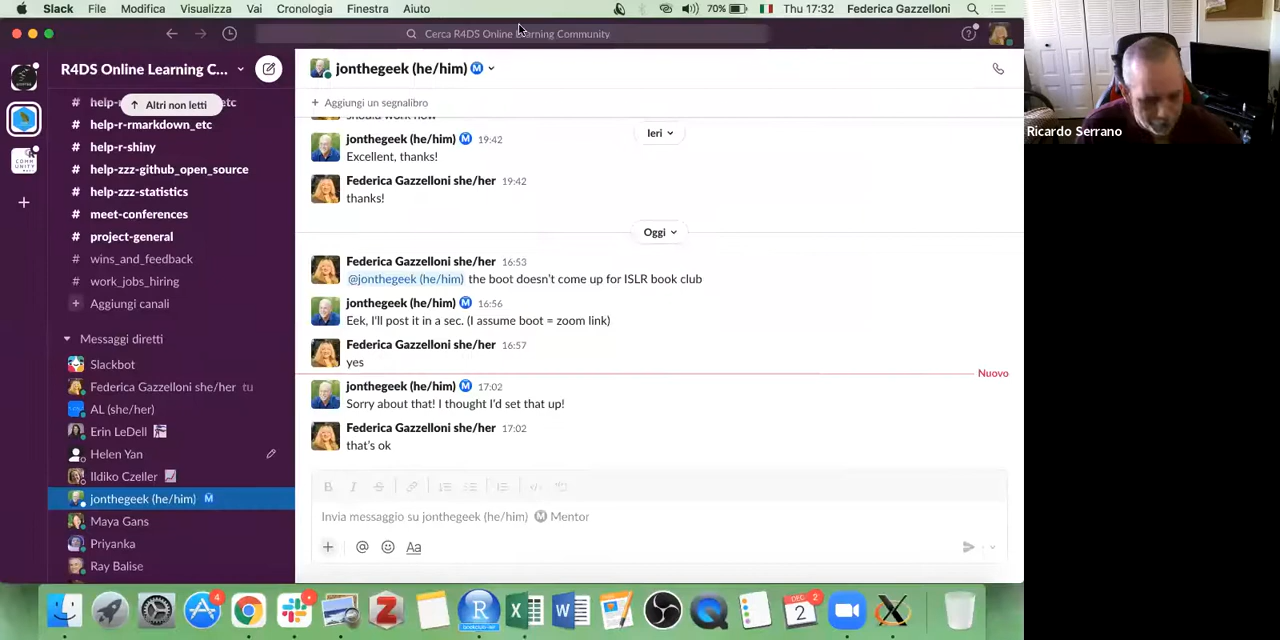 Slack File Modifica Visualizza Vai Cronologia Finestra Aiuto 70% Thu 17:32 Federica Gazzelloni
Cerca R4DS Online Learning Community
R4DS Online Learning C...
Altri non letti
# help-r-rmarkdown_etc
# help-r-shiny
# help-zzz-github_open_source
# help-zzz-statistics
# meet-conferences
# project-general
# wins_and_feedback
# work_jobs_hiring
+ Aggiungi canali
Messaggi diretti
Slackbot
Federica Gazzelloni she/her tu
AL (she/her)
Erin LeDell
Helen Yan
Ildiko Czeller
jonthegeek (he/him) M
Maya Gans
Priyanka
Ray Balise
jonthegeek (he/him) M
+ Aggiungi un segnalibro
should work now
Ieri
jonthegeek (he/him) M 19:42
Excellent, thanks!
Federica Gazzelloni she/her 19:42
thanks!
Oggi
Federica Gazzelloni she/her 16:53
@jonthegeek (he/him) the boot doesn't come up for ISLR book club
jonthegeek (he/him) M 16:56
Eek, I'll post it in a sec. (I assume boot = zoom link)
Federica Gazzelloni she/her 16:57
yes
Nuovo
jonthegeek (he/him) M 17:02
Sorry about that! I thought I'd set that up!
Federica Gazzelloni she/her 17:02
that's ok
Invia messaggio su jonthegeek (he/him) M Mentor
Aa
Ricardo Serrano
4
DEC 2
2